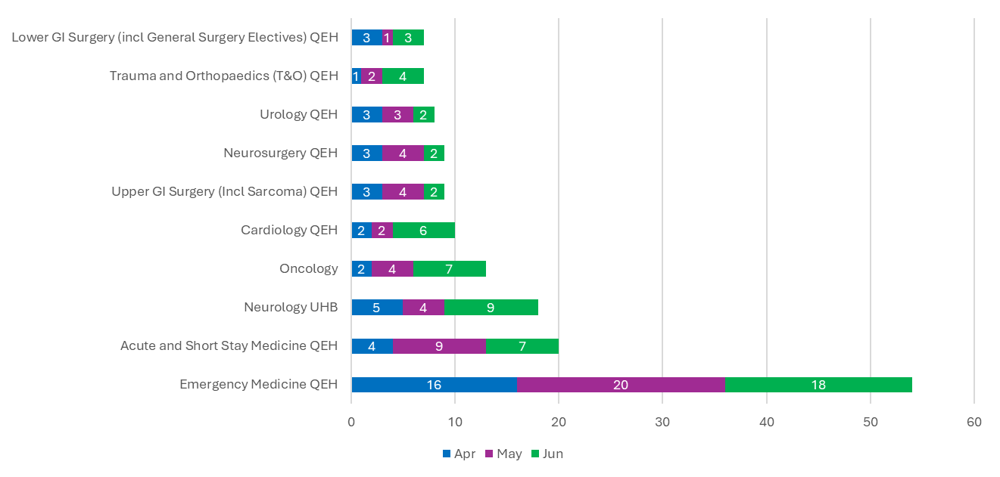 Lower GI Surgery (incl General Surgery Electives) QEH 3 1 3
Trauma and Orthopaedics (T&O) QEH 1 2 4
Urology QEH 3 3 2
Neurosurgery QEH 3 4 2
Upper GI Surgery (Incl Sarcoma) QEH 3 4 2
Cardiology QEH 2 2 6
Oncology 2 4 7
Neurology UHB 5 4 9
Acute and Short Stay Medicine QEH 4 9 7
Emergency Medicine QEH 16 20 18
0 10 20 30 40 50 60
Apr May Jun